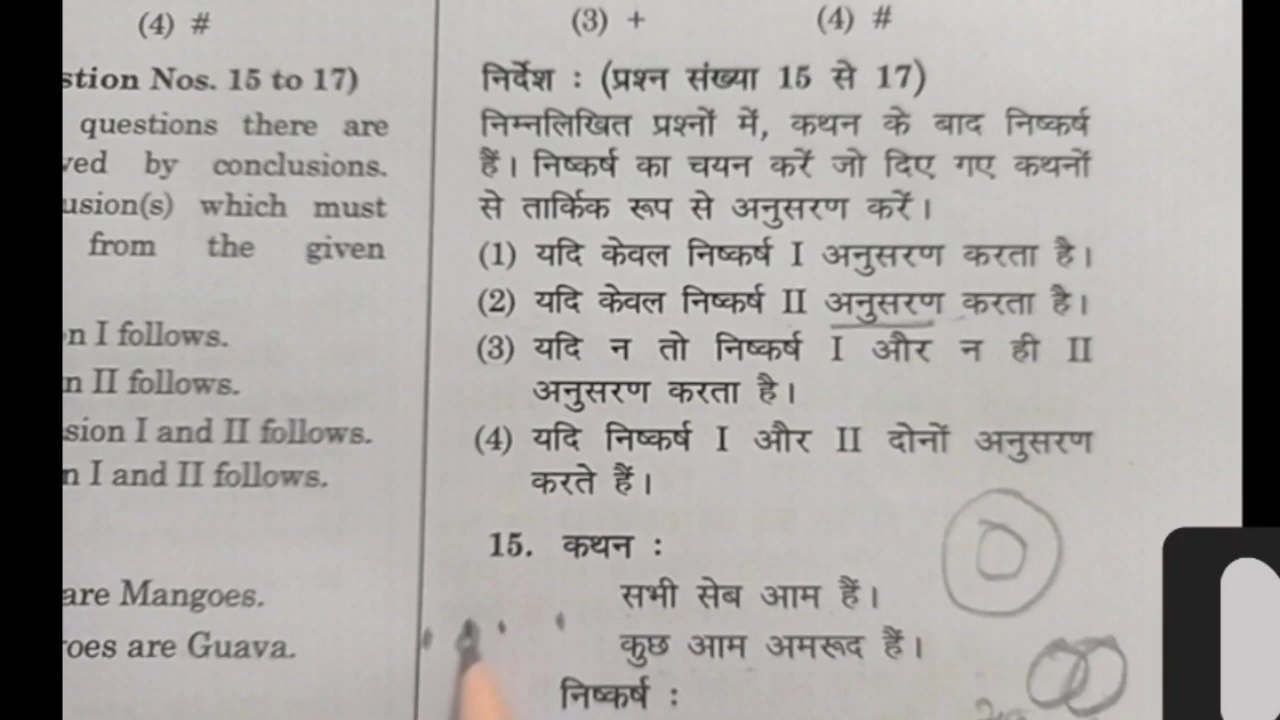 (4) #
stion Nos. 15 to 17)
questions there are
ved by conclusions.
usion(s) which must
from the given
n I follows.
n II follows.
sion I and II follows.
n I and II follows.
are Mangoes.
oes are Guava.
(3) + (4) #
निर्देश : (प्रश्न संख्या 15 से 17)
निम्नलिखित प्रश्नों में, कथन के बाद निष्कर्ष
हैं। निष्कर्ष का चयन करें जो दिए गए कथनों
से तार्किक रूप से अनुसरण करें।
(1) यदि केवल निष्कर्ष I अनुसरण करता है।
(2) यदि केवल निष्कर्ष II अनुसरण करता है।
(3) यदि न तो निष्कर्ष I और न ही II
अनुसरण करता है।
(4) यदि निष्कर्ष I और II दोनों अनुसरण
करते हैं।
15. कथन :
सभी सेब आम हैं।
कुछ आम अमरूद हैं।
निष्कर्ष :